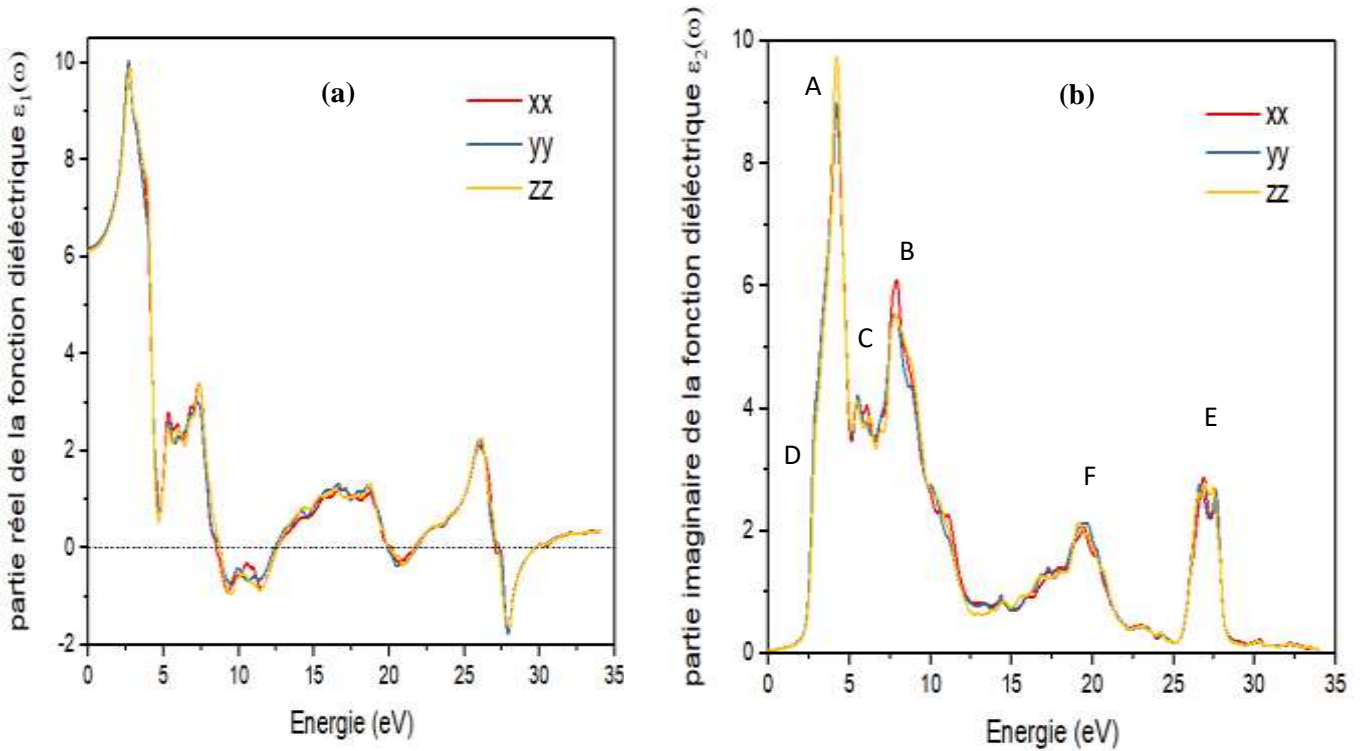 partie réel de la fonction diéléctrique ε₁(ω)
10
8
6
4
2
0
-2
0 5 10 15 20 25 30 35
Energie (eV)
(a)
xx
yy
zz
partie imaginaire de la fonction diéléctrique ε₂(ω)
10
8
6
4
2
0
0 5 10 15 20 25 30 35
Energie (eV)
(b)
xx
yy
zz
A
B
C
D
E
F